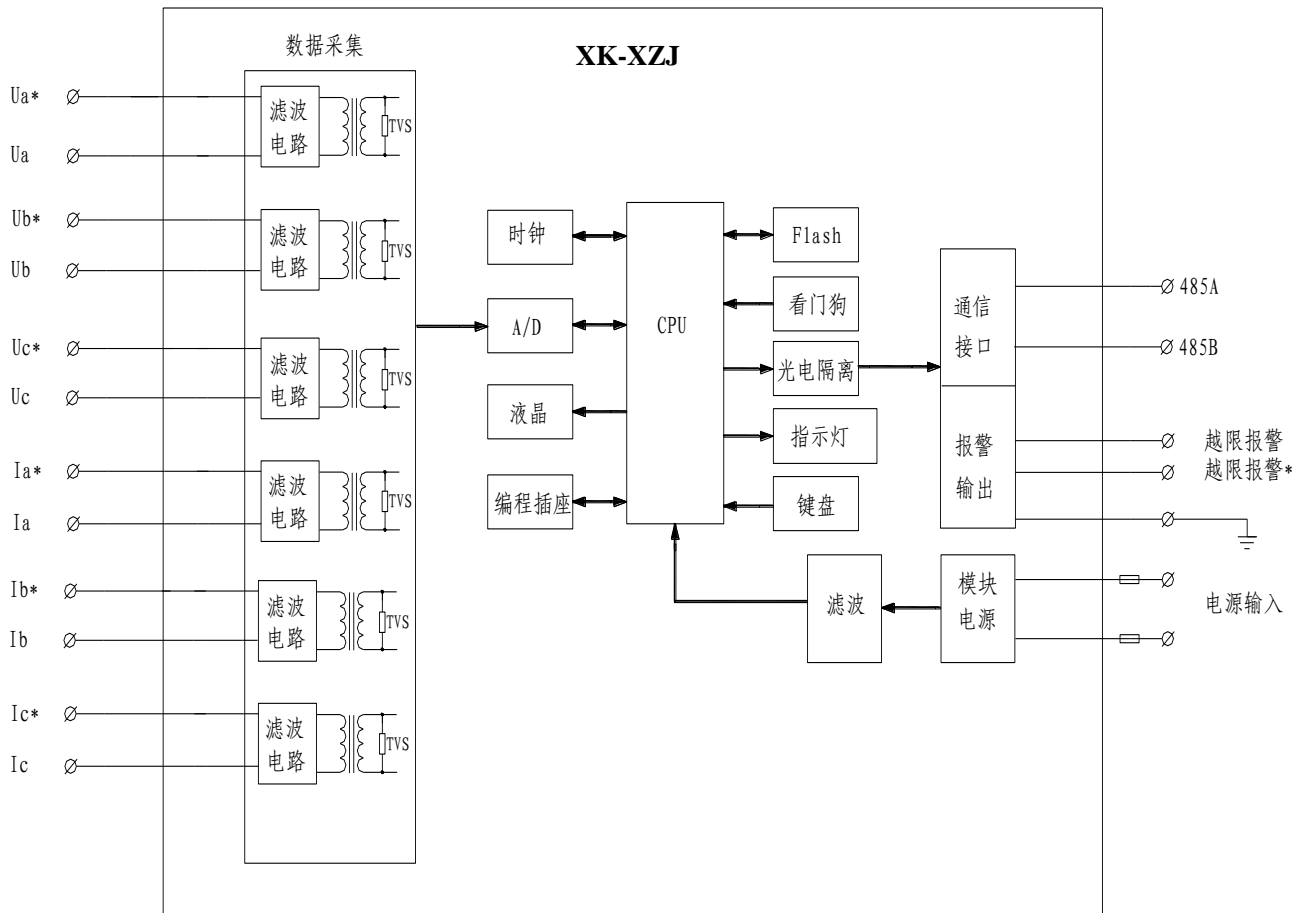 数据采集
XK-XZJ
Ua*
Ua
滤波
电路
TVS
Ub*
Ub
滤波
电路
TVS
Uc*
Uc
滤波
电路
TVS
Ia*
Ia
滤波
电路
TVS
Ib*
Ib
滤波
电路
TVS
Ic*
Ic
滤波
电路
TVS
时钟
A/D
液晶
编程插座
CPU
Flash
看门狗
光电隔离
指示灯
键盘
滤波
通信
接口
报警
输出
模块
电源
485A
485B
越限报警
越限报警*
电源输入